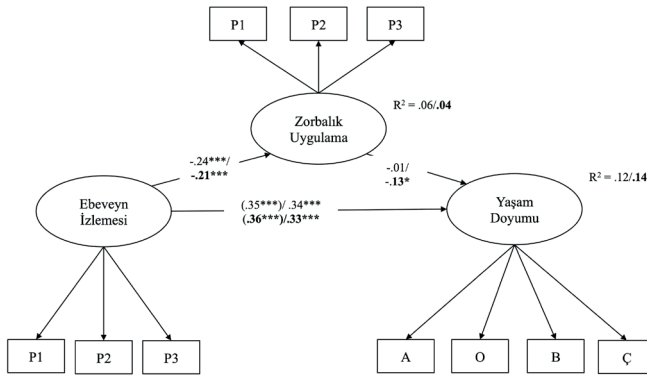 P1
P2
P3
Zorbalık
Uygulama
R² = .06/.04
-.24***/
-.21***
-.01/
-.13*
R² = .12/.14
Ebeveyn
İzlemesi
(.35***)/ .34***
(.36***)/.33***
Yaşam
Doyumu
P1
P2
P3
A
O
B
Ç